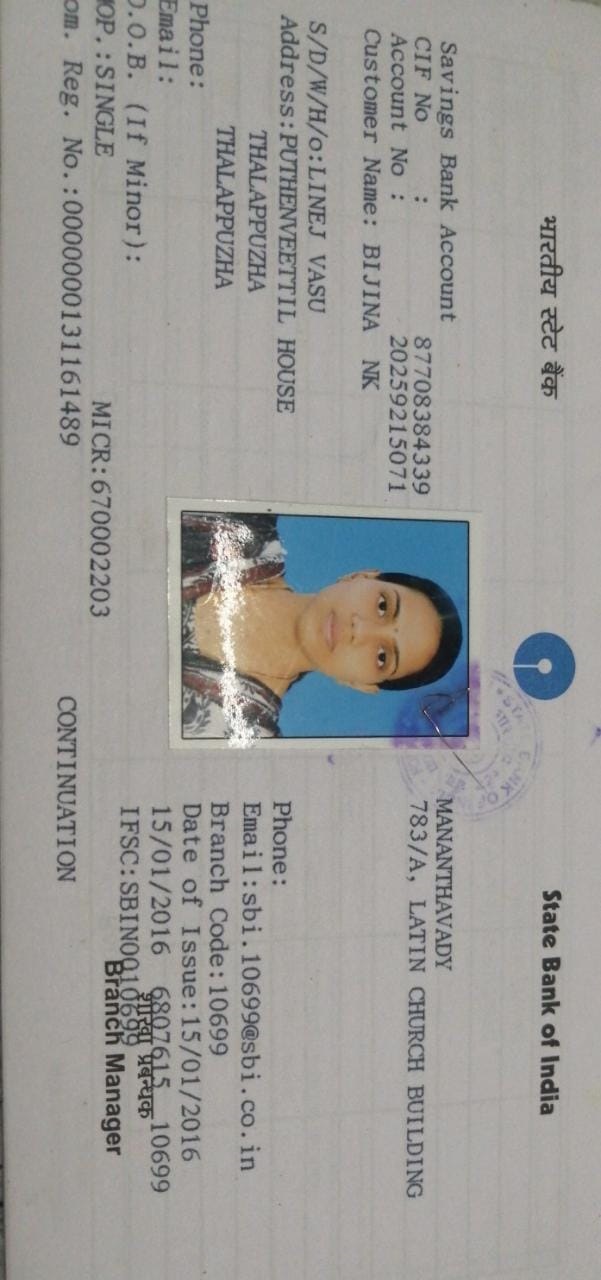 भारतीय स्टेट बैंक
State Bank of India
Savings Bank Account
CIF No : 87708384339
Account No : 20259215071
Customer Name: BIJINA NK
S/D/W/H/o:LINEJ VASU
Address:PUTHENVEETTIL HOUSE
THALAPPUZHA
THALAPPUZHA
Phone:
Email:
D.O.B. (If Minor):
MOP.:SINGLE
om. Reg. No.:0000000131161489
MICR:670002203
MANANTHAVADY
783/A, LATIN CHURCH BUILDING
Phone:
Email:sbi.10699@sbi.co.in
Branch Code:10699
Date of Issue:15/01/2016
15/01/2016 6807615 10699
IFSC:SBIN0010699
शाखा प्रबन्धक
Branch Manager
CONTINUATION